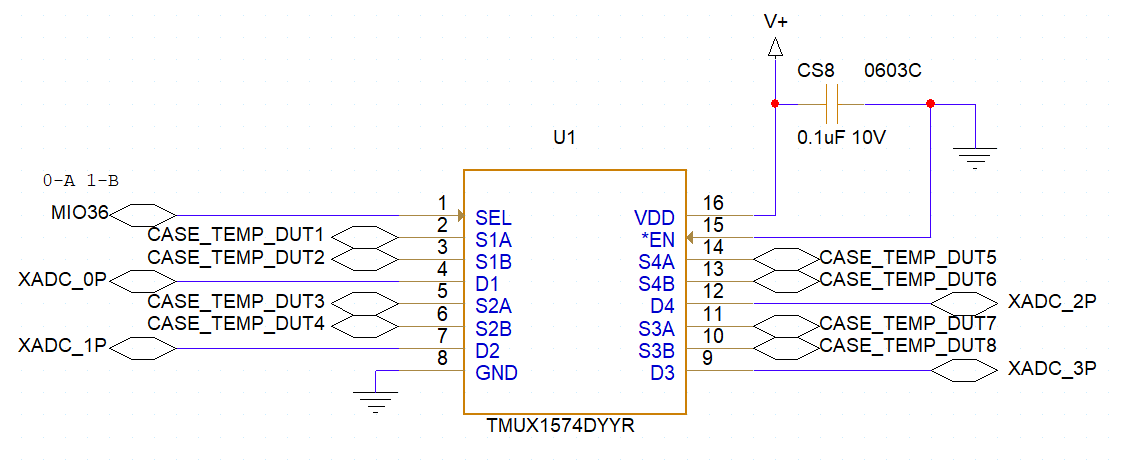 V+
CS8 0603C
0.1uF 10V
U1
0-A 1-B
MIO36 1 SEL VDD 16
CASE_TEMP_DUT1 2 S1A *EN 15
CASE_TEMP_DUT2 3 S1B S4A 14 CASE_TEMP_DUT5
XADC_0P 4 D1 S4B 13 CASE_TEMP_DUT6
CASE_TEMP_DUT3 5 S2A D4 12 XADC_2P
CASE_TEMP_DUT4 6 S2B S3A 11 CASE_TEMP_DUT7
XADC_1P 7 D2 S3B 10 CASE_TEMP_DUT8
8 GND D3 9 XADC_3P
TMUX1574DYYR